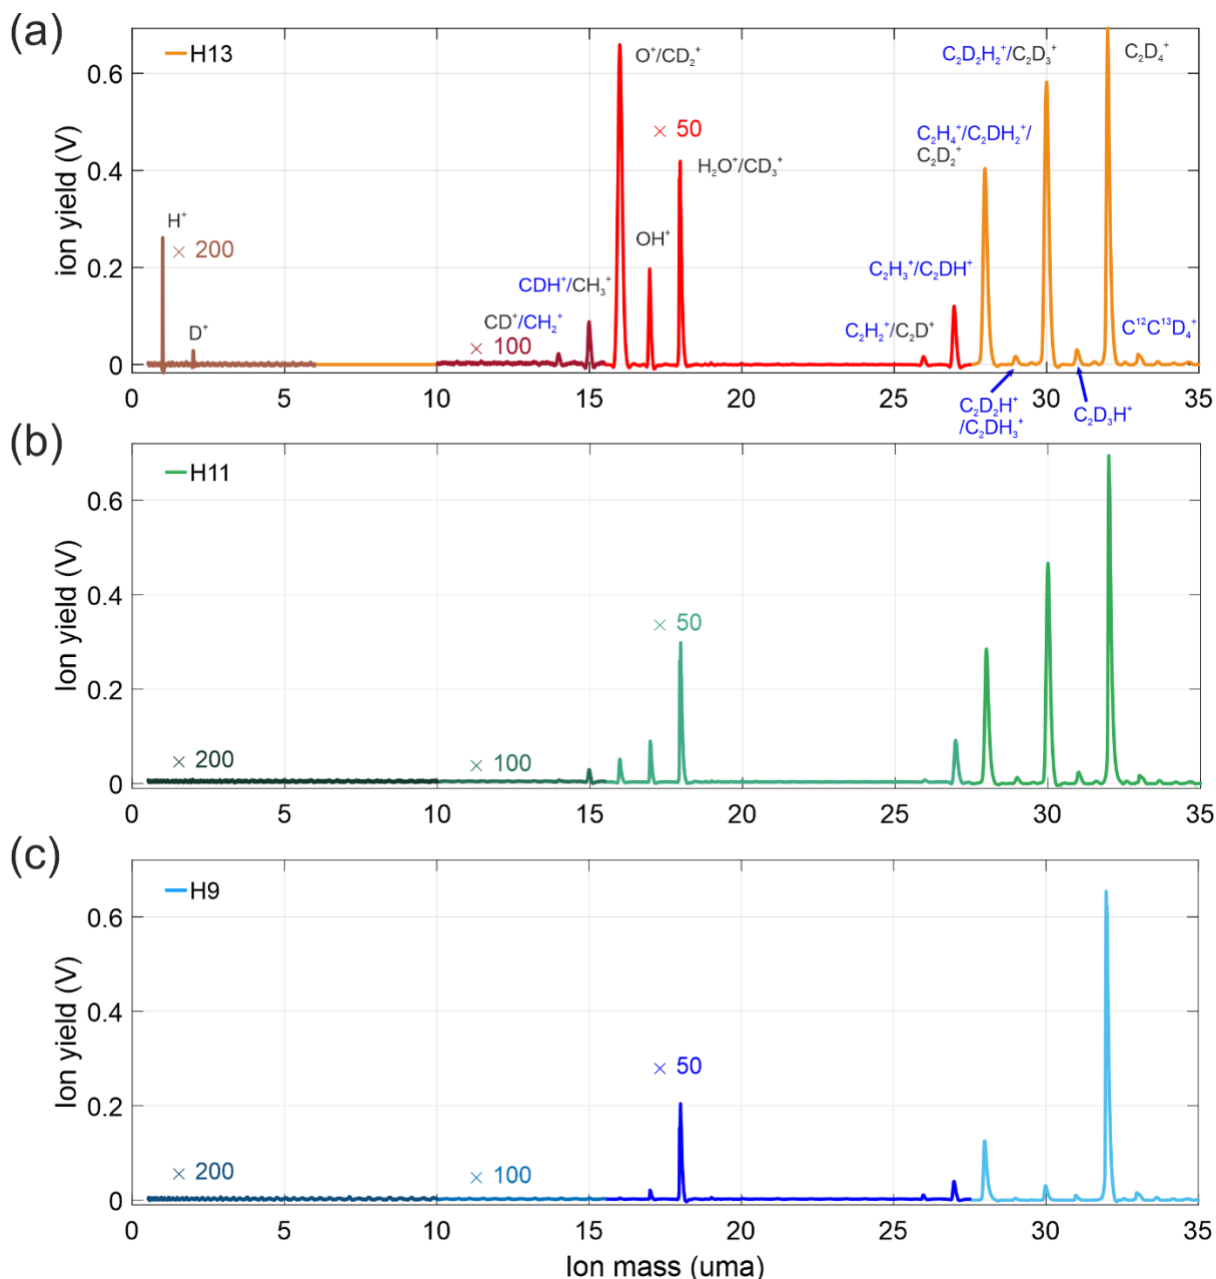 (a)
H13
C₂D₂H₂⁺/C₂D₃⁺
C₂D₄⁺
O⁺/CD₂⁺
× 50
C₂H₄⁺/C₂DH₂⁺/
C₂D₂⁺
H₂O⁺/CD₃⁺
H⁺
× 200
OH⁺
C₂H₃⁺/C₂DH⁺
CDH⁺/CH₃⁺
D⁺
CD⁺/CH₂⁺
× 100
C₂H₂⁺/C₂D⁺
C¹²C¹³D₄⁺
ion yield (V)
0.6
0.4
0.2
0
0 5 10 15 20 25 30 35
C₂D₂H⁺
/C₂DH₃⁺
C₂D₃H⁺
(b)
H11
× 50
× 200
× 100
Ion yield (V)
0.6
0.4
0.2
0
0 5 10 15 20 25 30 35
(c)
H9
× 50
× 200
× 100
Ion yield (V)
0.6
0.4
0.2
0
0 5 10 15 20 25 30 35
Ion mass (uma)